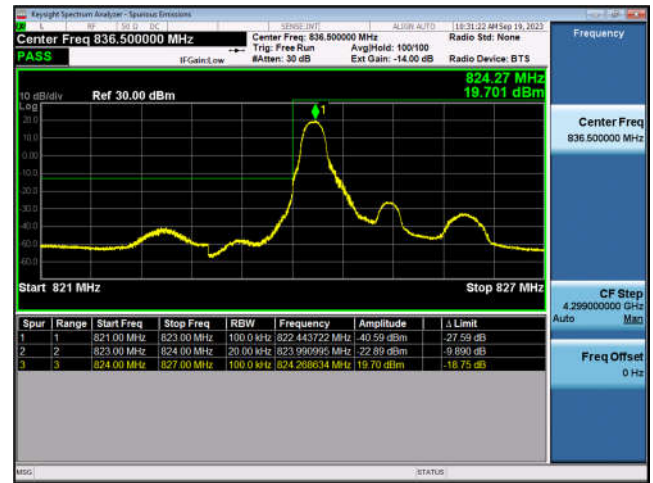 Keysight Spectrum Analyzer - Spurious Emissions
L RF 50 Ω DC SENSE:INT ALIGN AUTO 10:31:22 AM Sep 19, 2023
Center Freq 836.500000 MHz Center Freq: 836.500000 MHz Radio Std: None Frequency
Trig: Free Run Avg|Hold: 100/100
PASS IFGain:Low #Atten: 30 dB Ext Gain: -14.00 dB Radio Device: BTS
824.27 MHz
19.701 dBm
10 dB/div Ref 30.00 dBm
Log
20.0
10.0
0.00
-10.0
-20.0
-30.0
-40.0
-50.0
-60.0
1
Start 821 MHz Stop 827 MHz
Spur Range Start Freq Stop Freq RBW Frequency Amplitude Δ Limit
1 1 821.00 MHz 823.00 MHz 100.0 kHz 822.443722 MHz -40.59 dBm -27.59 dB
2 2 823.00 MHz 824.00 MHz 20.00 kHz 823.990995 MHz -22.89 dBm -9.890 dB
3 3 824.00 MHz 827.00 MHz 100.0 kHz 824.268634 MHz 19.70 dBm -18.75 dB
Center Freq
836.500000 MHz
CF Step
4.299000000 GHz
Auto Man
Freq Offset
0 Hz
MSG STATUS